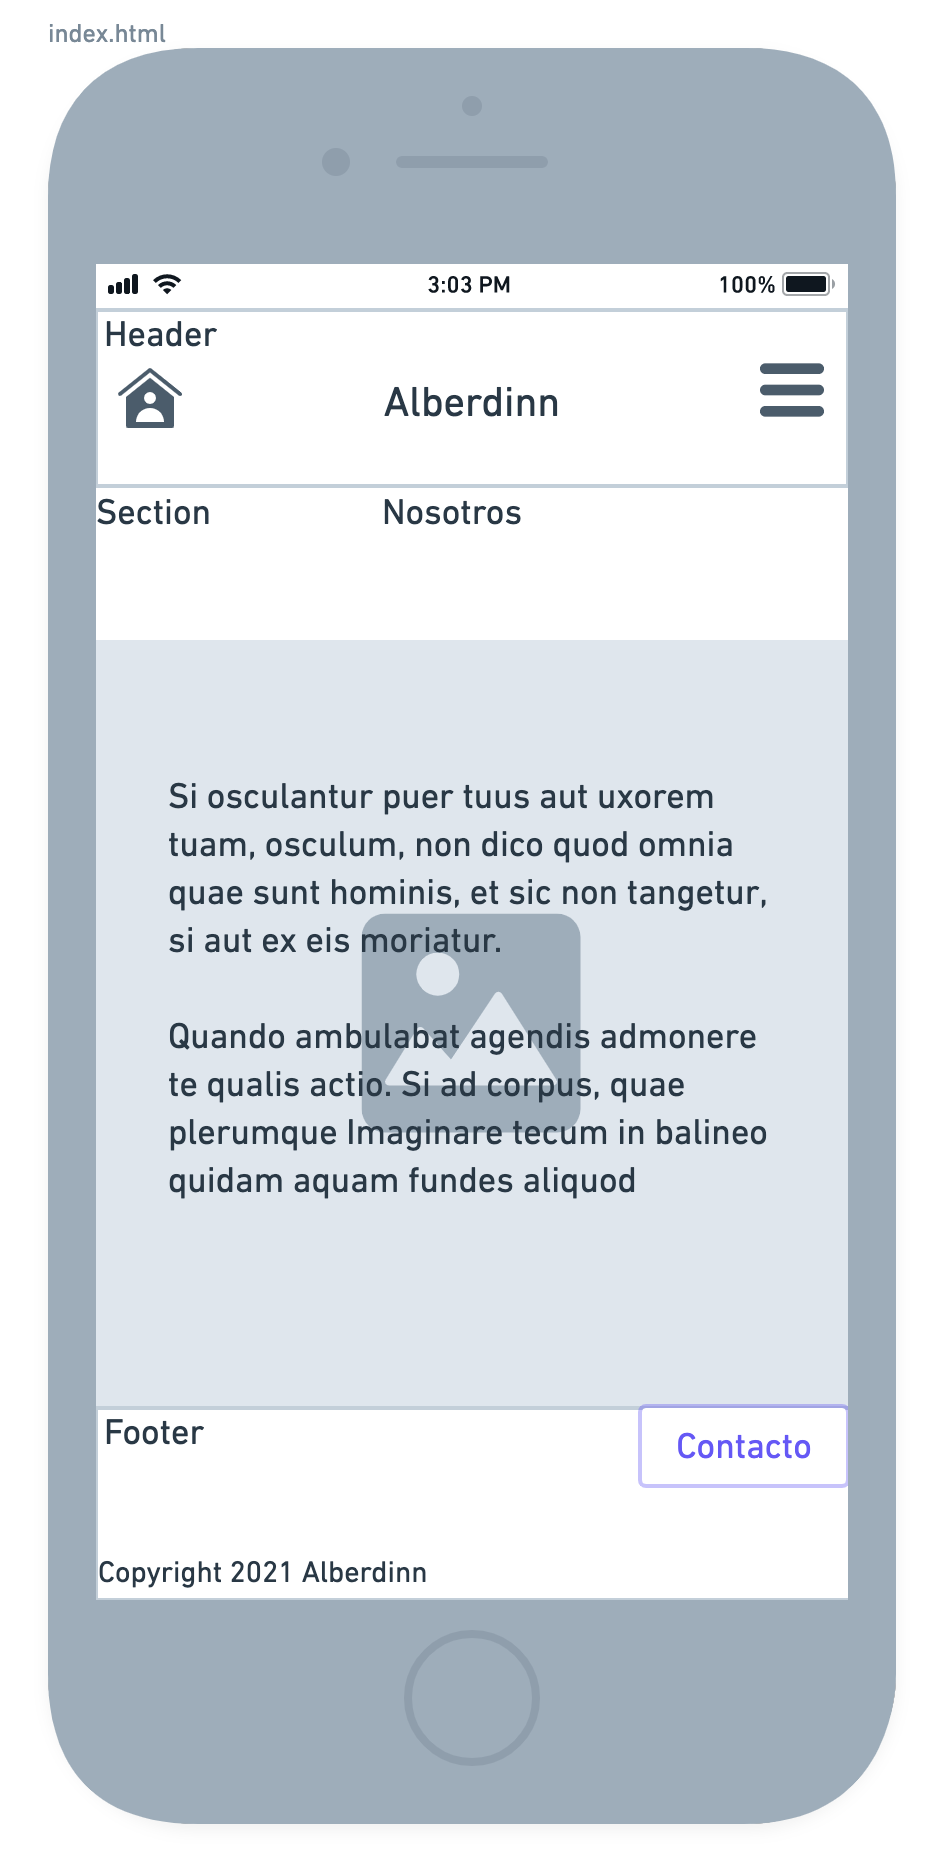 index.html
3:03 PM 100%
Header
Alberdinn
Section Nosotros
Si osculantur puer tuus aut uxorem
tuam, osculum, non dico quod omnia
quae sunt hominis, et sic non tangetur,
si aut ex eis moriatur.
Quando ambulabat agendis admonere
te qualis actio. Si ad corpus, quae
plerumque Imaginare tecum in balineo
quidam aquam fundes aliquod
Footer
Contacto
Copyright 2021 Alberdinn